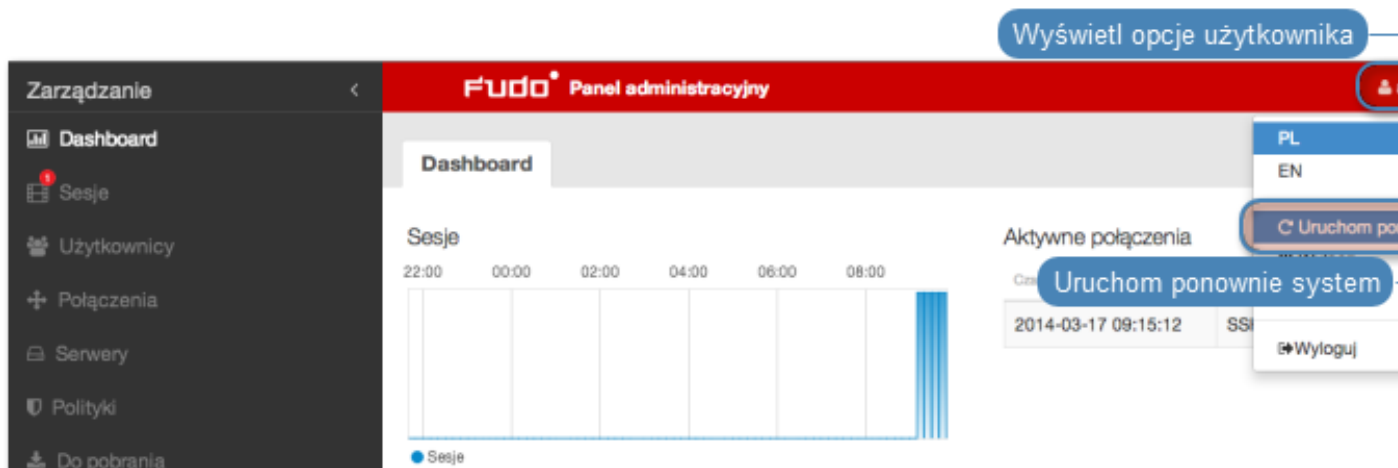 Wyświetl opcje użytkownika
Zarządzanie
Fudo Panel administracyjny
Dashboard
1
Sesje
Użytkownicy
Połączenia
Serwery
Polityki
Do pobrania
Dashboard
PL
EN
Uruchom
Uruchom ponownie system
Wyloguj
Sesje
22:00 00:00 02:00 04:00 06:00 08:00
Sesje
Aktywne połączenia
2014-03-17 09:15:12